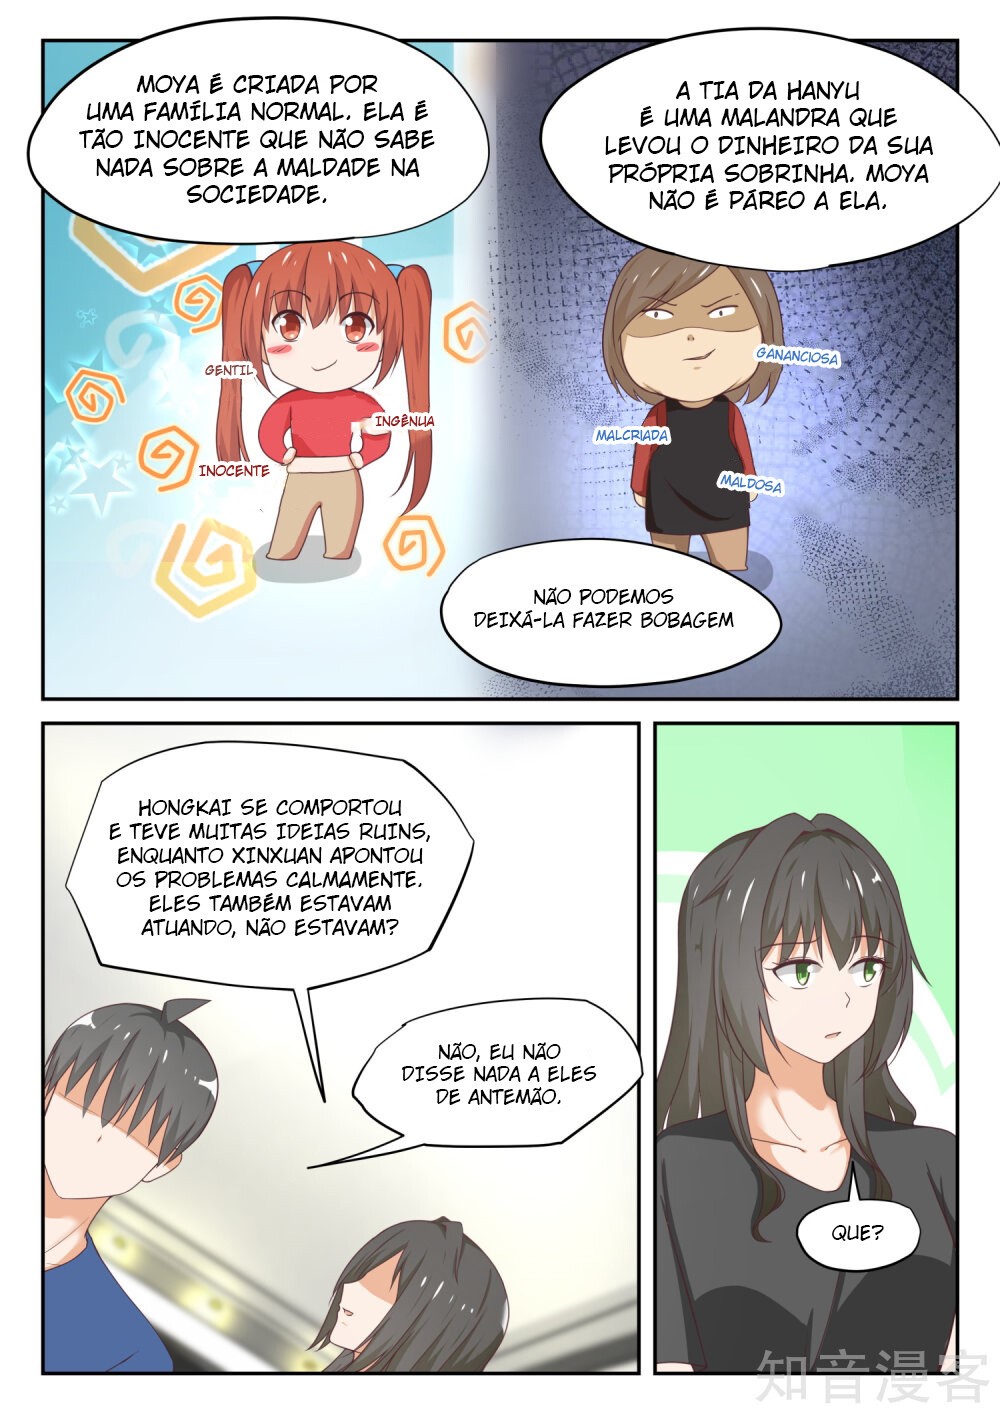 MOYA É CRIADA POR
UMA FAMÍLIA NORMAL. ELA É
TÃO INOCENTE QUE NÃO SABE
NADA SOBRE A MALDADE NA
SOCIEDADE.
A TIA DA HANYU
É UMA MALANDRA QUE
LEVOU O DINHEIRO DA SUA
PRÓPRIA SOBRINHA. MOYA
NÃO É PÁREO A ELA.
GENTIL
INGÊNUA
INOCENTE
GANANCIOSA
MALCRIADA
MALDOSA
NÃO PODEMOS
DEIXÁ-LA FAZER BOBAGEM
HONGKAI SE COMPORTOU
E TEVE MUITAS IDEIAS RUINS,
ENQUANTO XINXUAN APONTOU
OS PROBLEMAS CALMAMENTE.
ELES TAMBÉM ESTAVAM
ATUANDO, NÃO ESTAVAM?
NÃO, EU NÃO
DISSE NADA A ELES
DE ANTEMÃO.
QUE?
知音漫客